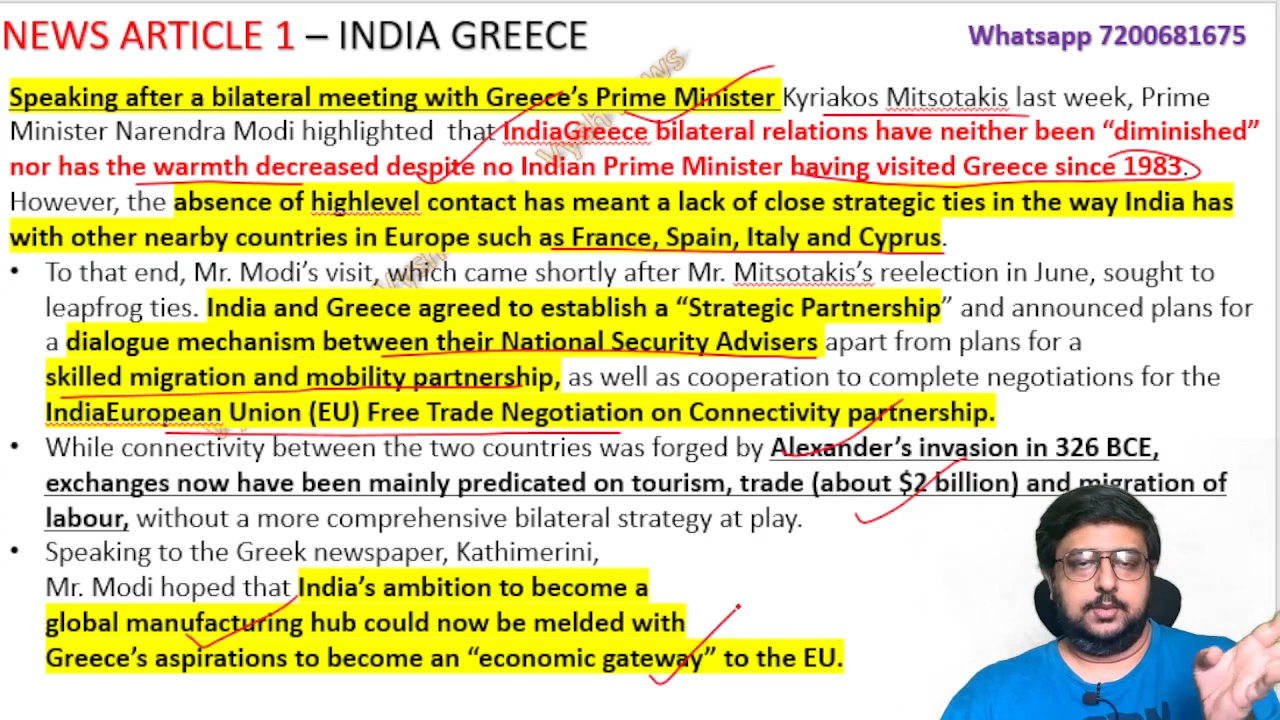 NEWS ARTICLE 1 – INDIA GREECE
Whatsapp 7200681675
Speaking after a bilateral meeting with Greece's Prime Minister Kyriakos Mitsotakis last week, Prime
Minister Narendra Modi highlighted that IndiaGreece bilateral relations have neither been “diminished”
nor has the warmth decreased despite no Indian Prime Minister having visited Greece since 1983.
However, the absence of highlevel contact has meant a lack of close strategic ties in the way India has
with other nearby countries in Europe such as France, Spain, Italy and Cyprus.
• To that end, Mr. Modi's visit, which came shortly after Mr. Mitsotakis's reelection in June, sought to
leapfrog ties. India and Greece agreed to establish a “Strategic Partnership” and announced plans for
a dialogue mechanism between their National Security Advisers apart from plans for a
skilled migration and mobility partnership, as well as cooperation to complete negotiations for the
IndiaEuropean Union (EU) Free Trade Negotiation on Connectivity partnership.
• While connectivity between the two countries was forged by Alexander's invasion in 326 BCE,
exchanges now have been mainly predicated on tourism, trade (about $2 billion) and migration of
labour, without a more comprehensive bilateral strategy at play.
• Speaking to the Greek newspaper, Kathimerini,
Mr. Modi hoped that India's ambition to become a
global manufacturing hub could now be melded with
Greece's aspirations to become an “economic gateway” to the EU.